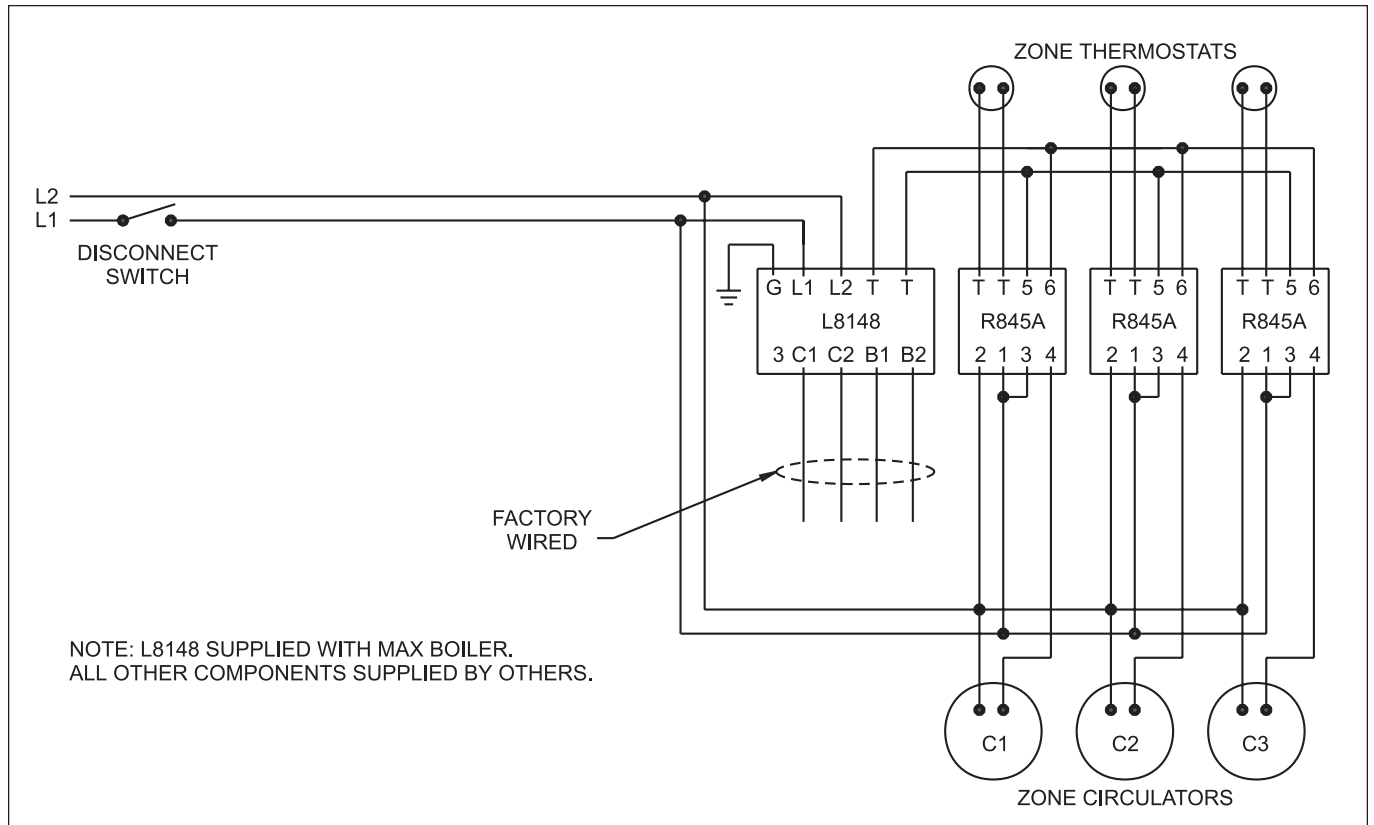 ZONE THERMOSTATS
L2
L1
DISCONNECT
SWITCH
G L1 L2 T T
L8148
3 C1 C2 B1 B2
T T 5 6
R845A
2 1 3 4
T T 5 6
R845A
2 1 3 4
T T 5 6
R845A
2 1 3 4
FACTORY
WIRED
NOTE: L8148 SUPPLIED WITH MAX BOILER.
ALL OTHER COMPONENTS SUPPLIED BY OTHERS.
C1
C2
C3
ZONE CIRCULATORS